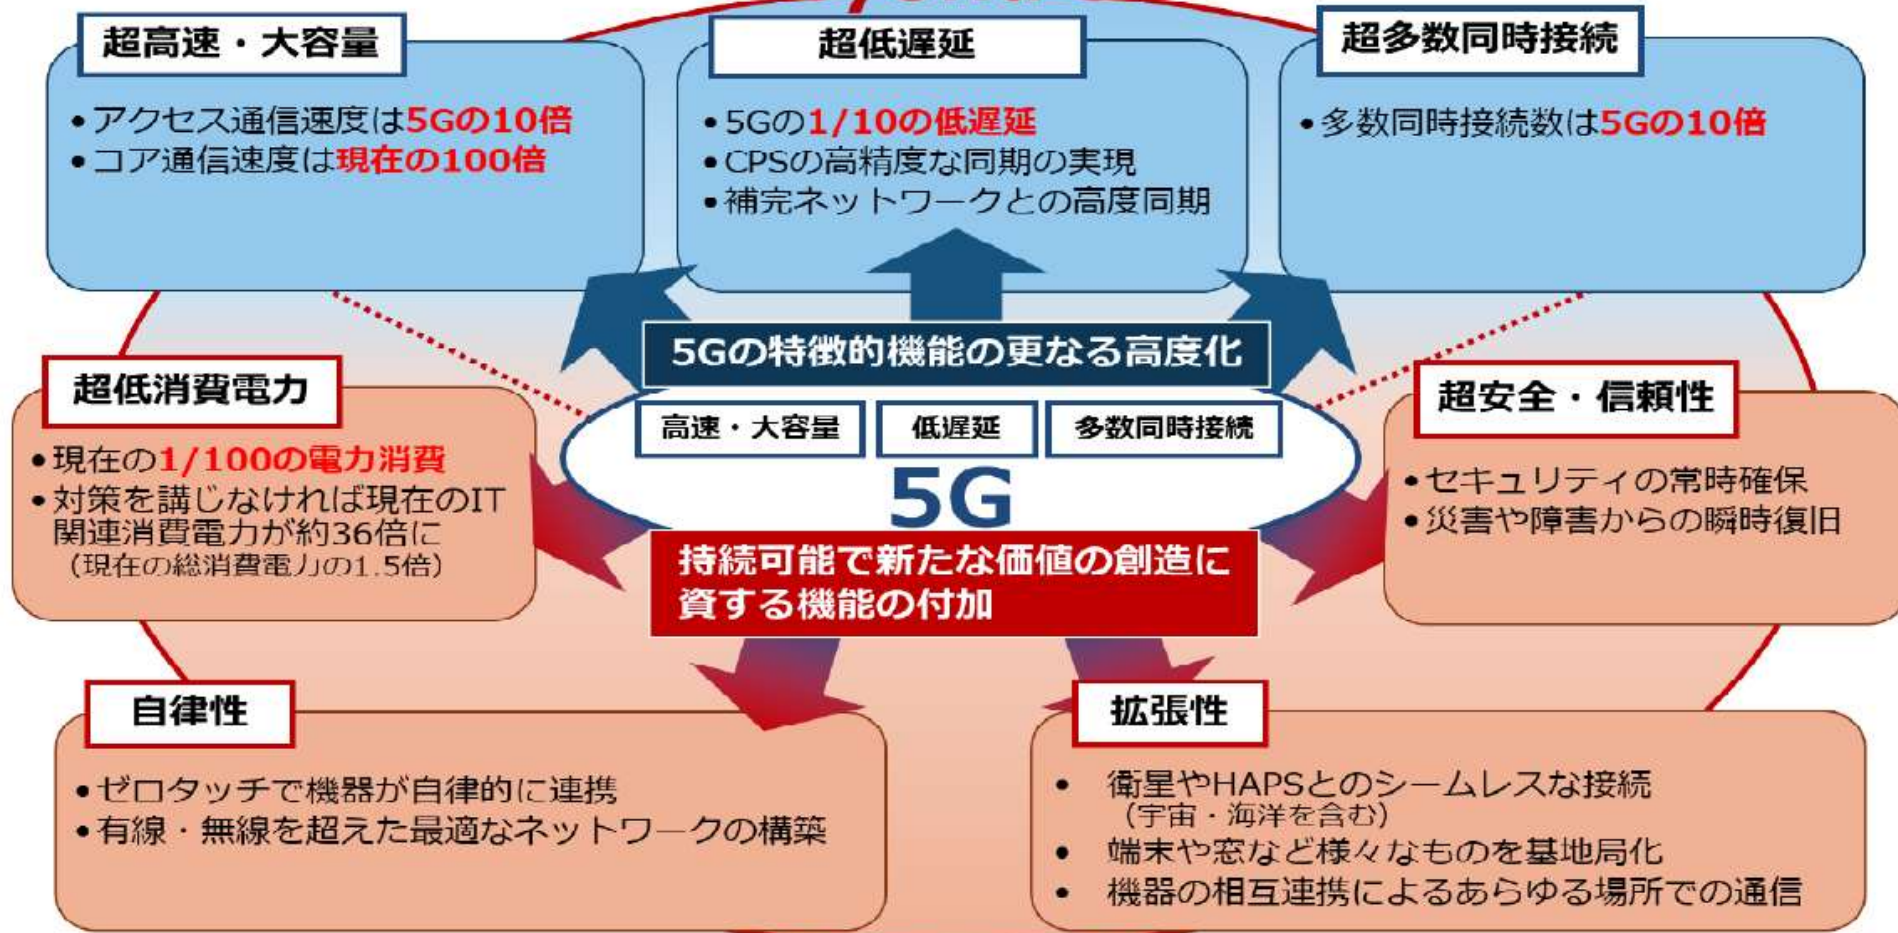 超高速・大容量
・アクセス通信速度は5Gの10倍
・コア通信速度は現在の100倍
超低遅延
・5Gの1/10の低遅延
・CPSの高精度な同期の実現
・補完ネットワークとの高度同期
超多数同時接続
・多数同時接続数は5Gの10倍
5Gの特徴的機能の更なる高度化
高速・大容量
低遅延
多数同時接続
5G
持続可能で新たな価値の創造に
資する機能の付加
超低消費電力
・現在の1/100の電力消費
・対策を講じなければ現在のIT
関連消費電力が約36倍に
（現在の総消費電力の1.5倍）
超安全・信頼性
・セキュリティの常時確保
・災害や障害からの瞬時復旧
自律性
・ゼロタッチで機器が自律的に連携
・有線・無線を超えた最適なネットワークの構築
拡張性
・衛星やHAPSとのシームレスな接続
（宇宙・海洋を含む）
・端末や窓など様々なものを基地局化
・機器の相互連携によるあらゆる場所での通信